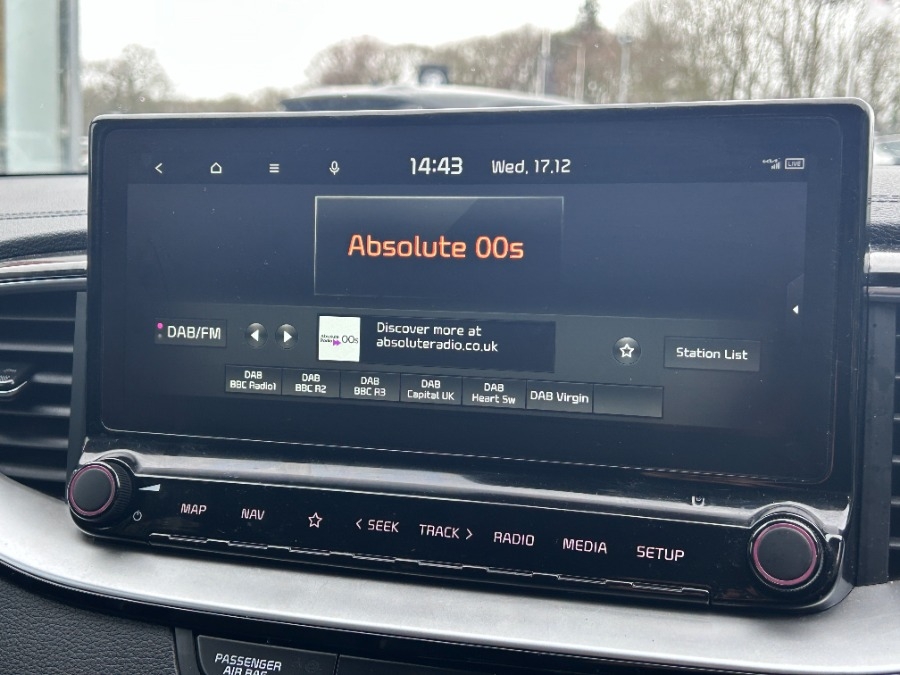 14:43 Wed, 17.12
LIVE
Absolute 00s
DAB/FM
Absolute
Radio 00s
Discover more at
absoluteradio.co.uk
Station List
DAB
BBC Radio1
DAB
BBC R2
DAB
BBC R3
DAB
Capital UK
DAB
Heart Sw
DAB Virgin
MAP
NAV
< SEEK
TRACK >
RADIO
MEDIA
SETUP
PASSENGER
AIR BAG